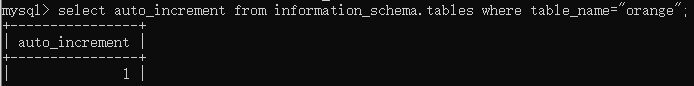 mysql> select auto_increment from information_schema.tables where table_name="orange";
+----------------+
| auto_increment |
+----------------+
|              1 |